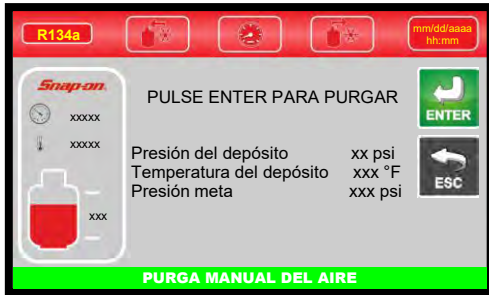 R134a
mm/dd/aaaa
hh:mm
Snap-on
xxxxx
xxxxx
xxx
PULSE ENTER PARA PURGAR
Presión del depósito xx psi
Temperatura del depósito xxx °F
Presión meta xxx psi
ENTER
ESC
PURGA MANUAL DEL AIRE